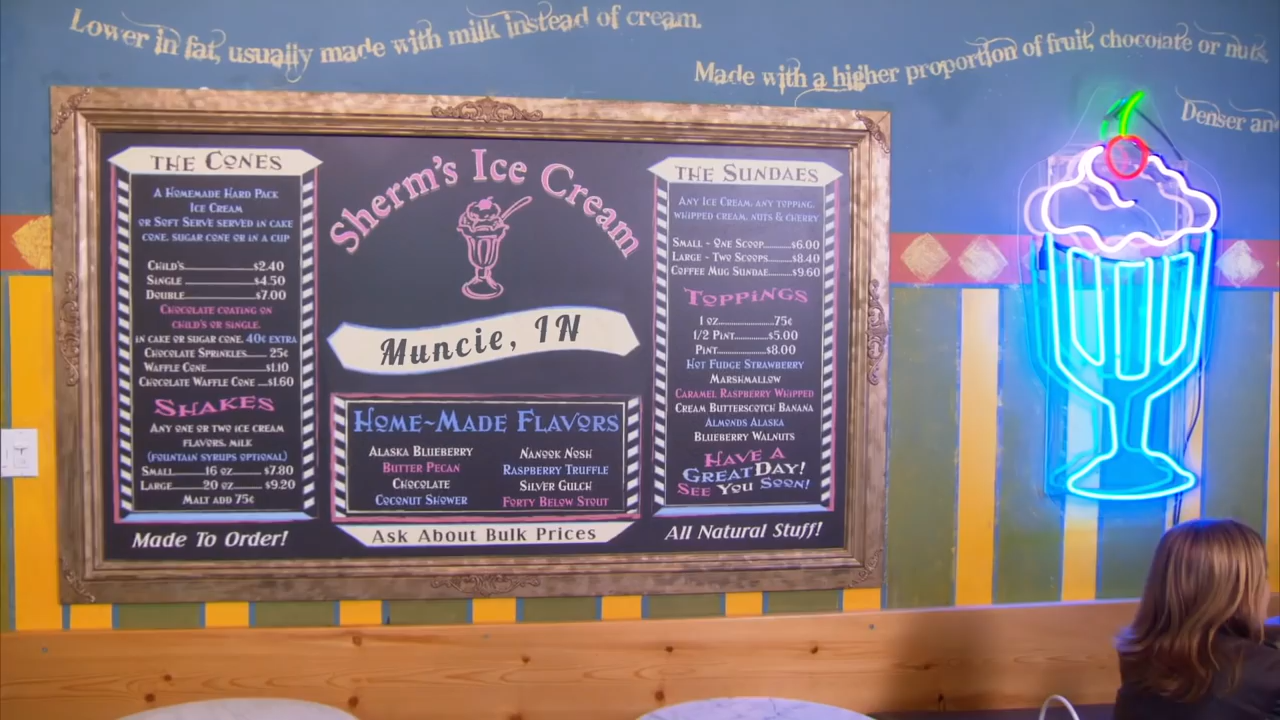 Lower in fat, usually made with milk instead of cream.
Made with a higher proportion of fruit, chocolate or nuts.
Denser an
THE CONES
A HOMEMADE HARD PACK
ICE CREAM
OR SOFT SERVE SERVED IN CAKE
CONE, SUGAR CONE OR IN A CUP
CHILD'S....................$2.40
SINGLE....................$4.50
DOUBLE....................$7.00
CHOCOLATE COATING ON
CHILD'S OR SINGLE.
IN CAKE OR SUGAR CONE. 40¢ EXTRA
CHOCOLATE SPRINKLES...... 25¢
WAFFLE CONE...............$1.10
CHOCOLATE WAFFLE CONE ....$1.60
SHAKES
ANY ONE OR TWO ICE CREAM
FLAVORS, MILK
(FOUNTAIN SYRUPS OPTIONAL)
SMALL........16 OZ ........$7.80
LARGE........20 OZ ........$9.20
MALT ADD 75¢
Made To Order!
Sherm's Ice Cream
Muncie, IN
HOME~MADE FLAVORS
ALASKA BLUEBERRY
BUTTER PECAN
CHOCOLATE
COCONUT SHOWER
NANOOK NOSH
RASPBERRY TRUFFLE
SILVER GULCH
FORTY BELOW STOUT
Ask About Bulk Prices
THE SUNDAES
ANY ICE CREAM, ANY TOPPING,
WHIPPED CREAM, NUTS & CHERRY
SMALL - ONE SCOOP........$6.00
LARGE - TWO SCOOPS.......$8.40
COFFEE MUG SUNDAE........$9.60
TOPPINGS
1 OZ....................75¢
1/2 PINT..............$5.00
PINT..................$8.00
HOT FUDGE STRAWBERRY
MARSHMALLOW
CARAMEL RASPBERRY WHIPPED
CREAM BUTTERSCOTCH BANANA
ALMONDS ALASKA
BLUEBERRY WALNUTS
HAVE A
GREAT DAY!
SEE YOU SOON!
All Natural Stuff!